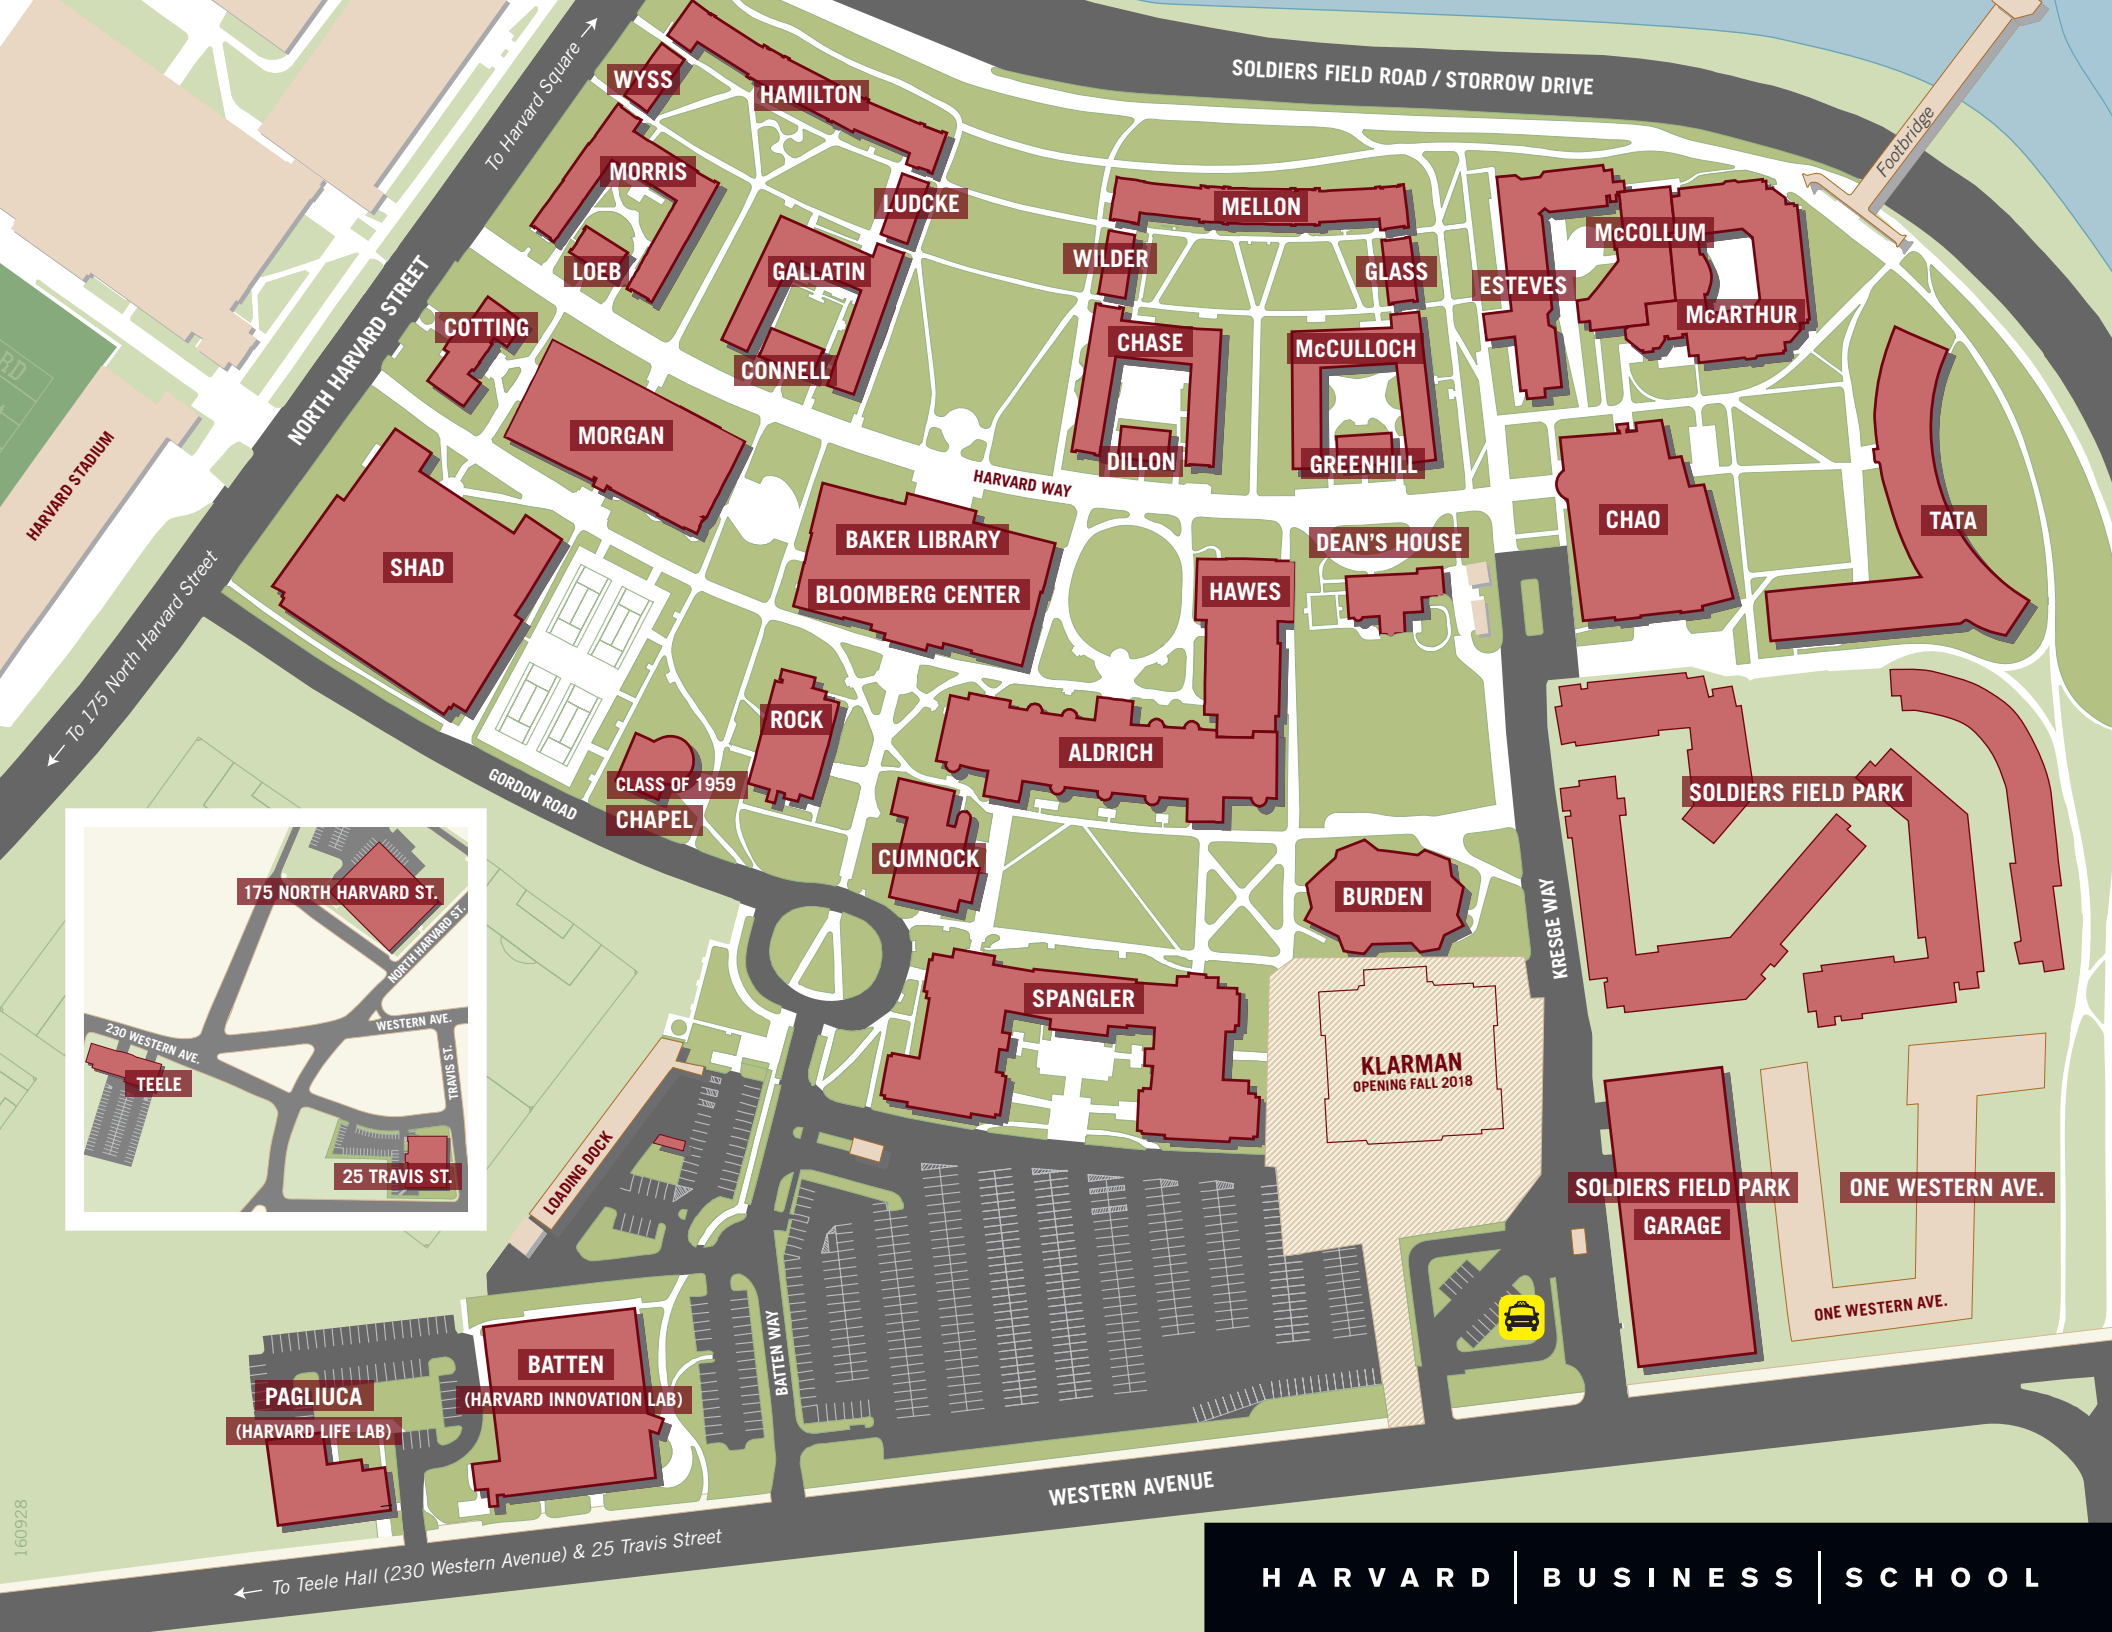 SOLDIERS FIELD ROAD / STORROW DRIVE
Footbridge
To Harvard Square
WYSS
HAMILTON
MORRIS
LUDCKE
LOEB
GALLATIN
CONNELL
COTTING
MORGAN
MELLON
WILDER
GLASS
CHASE
McCULLOCH
DILLON
GREENHILL
ESTEVES
McCOLLUM
McARTHUR
NORTH HARVARD STREET
HARVARD STADIUM
RD
HARVARD WAY
SHAD
BAKER LIBRARY
BLOOMBERG CENTER
HAWES
DEAN'S HOUSE
CHAO
TATA
To 175 North Harvard Street
GORDON ROAD
ROCK
CLASS OF 1959
CHAPEL
ALDRICH
CUMNOCK
BURDEN
SOLDIERS FIELD PARK
KRESGE WAY
SPANGLER
KLARMAN
OPENING FALL 2018
175 NORTH HARVARD ST.
NORTH HARVARD ST.
WESTERN AVE.
230 WESTERN AVE.
TEELE
TRAVIS ST.
25 TRAVIS ST.
LOADING DOCK
SOLDIERS FIELD PARK
GARAGE
ONE WESTERN AVE.
ONE WESTERN AVE.
BATTEN WAY
BATTEN
(HARVARD INNOVATION LAB)
PAGLIUCA
(HARVARD LIFE LAB)
WESTERN AVENUE
To Teele Hall (230 Western Avenue) & 25 Travis Street
160928
HARVARD | BUSINESS | SCHOOL